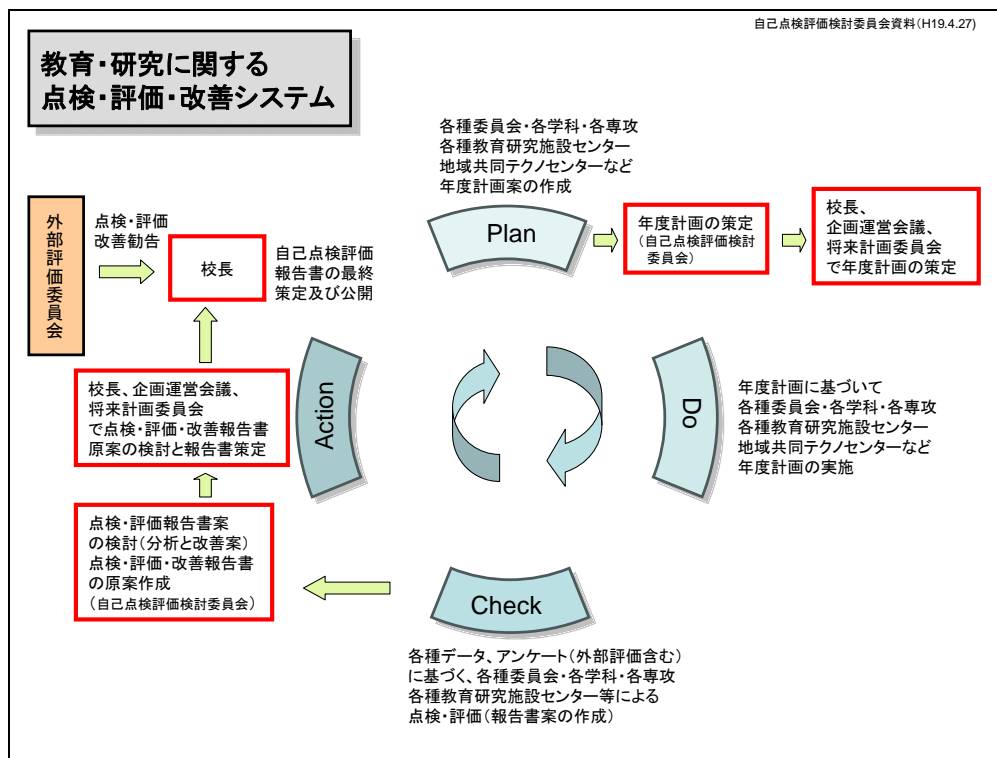 自己点検評価検討委員会資料(H19.4.27)
教育・研究に関する
点検・評価・改善システム
各種委員会・各学科・各専攻
各種教育研究施設センター
地域共同テクノセンターなど
年度計画案の作成
Plan
年度計画の策定
(自己点検評価検討
委員会)
校長、
企画運営会議、
将来計画委員会
で年度計画の策定
外部評価委員会
点検・評価
改善勧告
校長
自己点検評価
報告書の最終
策定及び公開
校長、企画運営会議、
将来計画委員会
で点検・評価・改善報告書
原案の検討と報告書策定
Action
Do
年度計画に基づいて
各種委員会・各学科・各専攻
各種教育研究施設センター
地域共同テクノセンターなど
年度計画の実施
点検・評価報告書案
の検討(分析と改善案)
点検・評価・改善報告書
の原案作成
(自己点検評価検討委員会)
Check
各種データ、アンケート(外部評価含む)
に基づく、各種委員会・各学科・各専攻
各種教育研究施設センター等による
点検・評価(報告書案の作成)